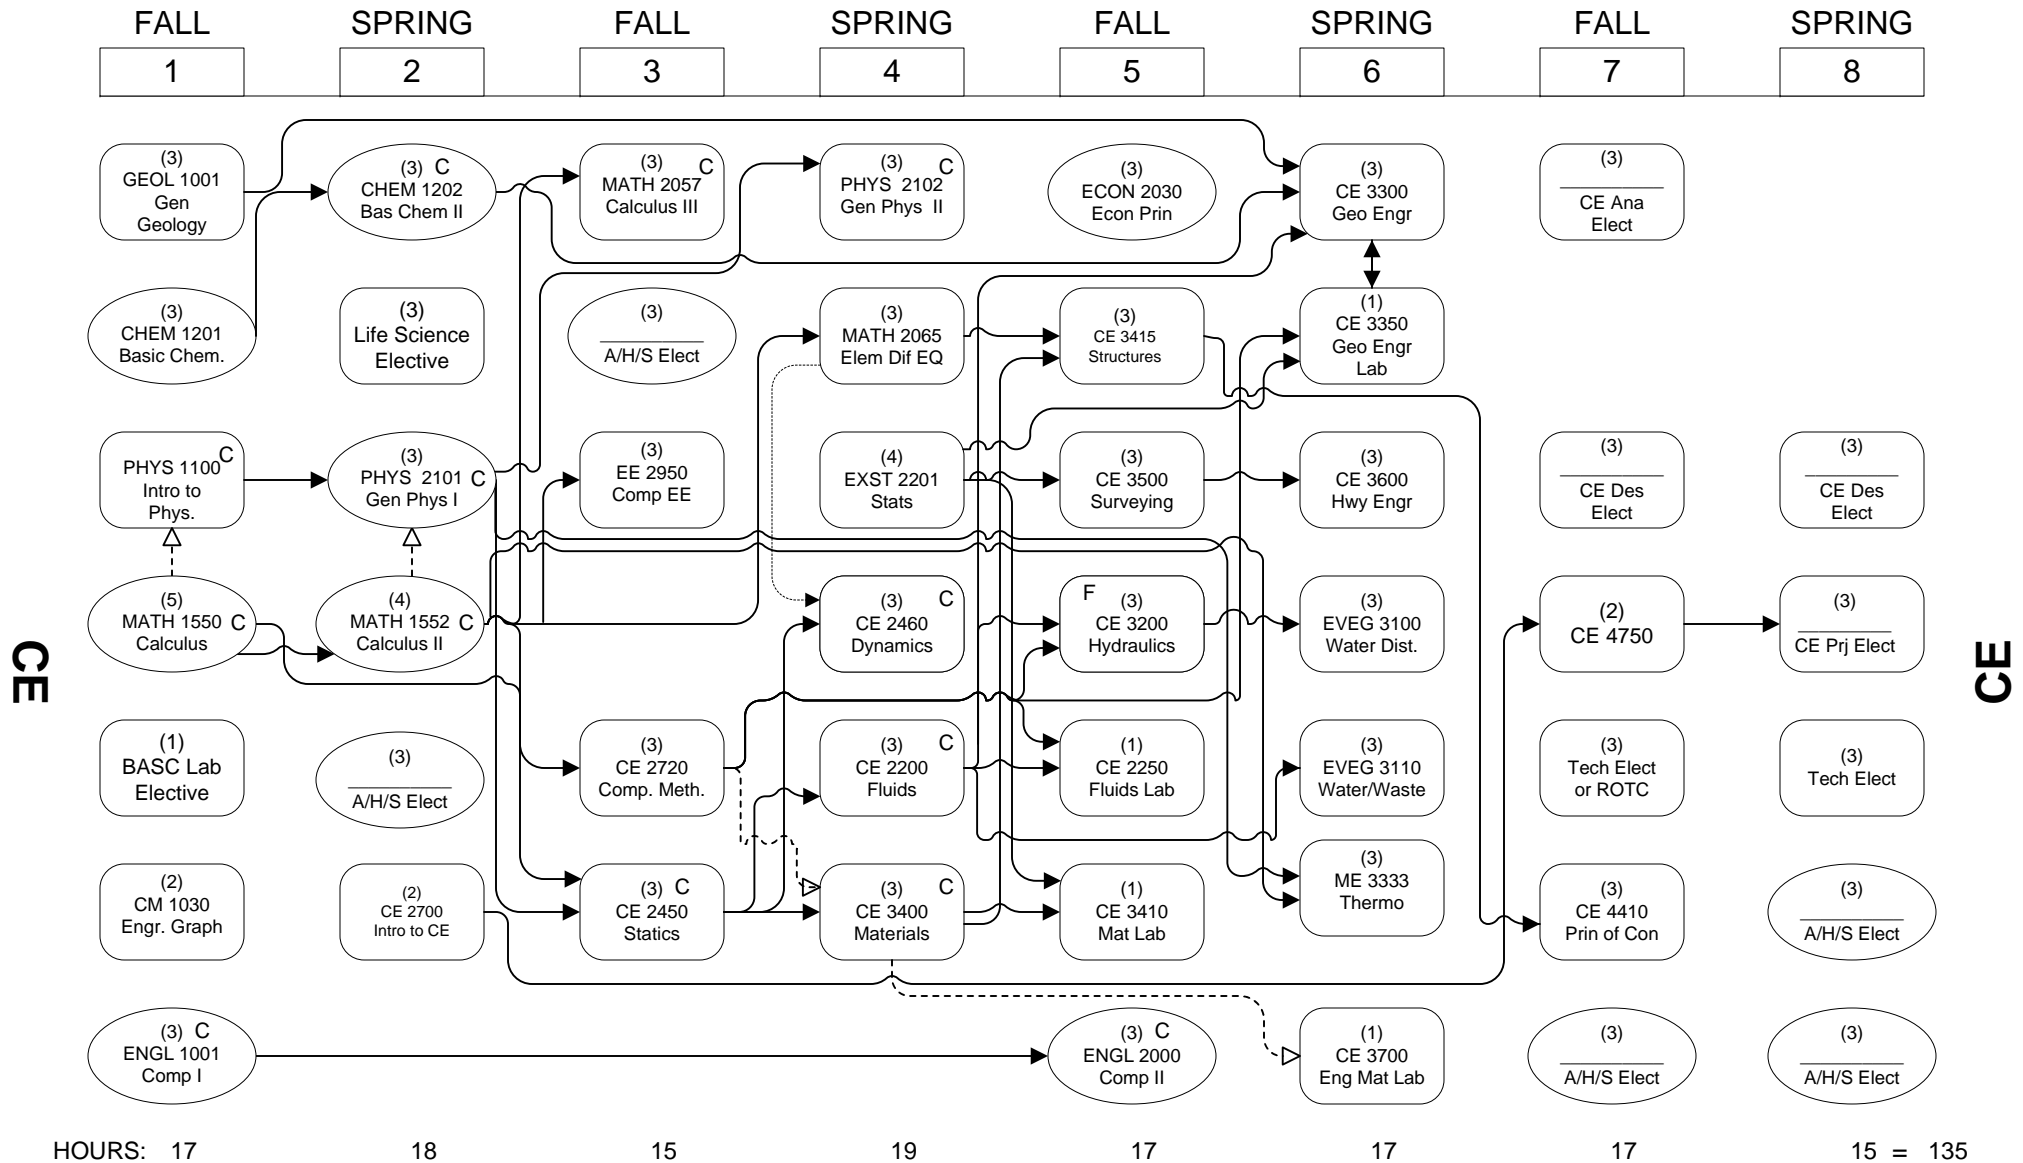 FALL
SPRING
FALL
SPRING
FALL
SPRING
FALL
SPRING
1
2
3
4
5
6
7
8
(3)
GEOL 1001
Gen
Geology
(3) C
CHEM 1202
Bas Chem II
(3) C
MATH 2057
Calculus III
(3) C
PHYS 2102
Gen Phys II
(3)
ECON 2030
Econ Prin
(3)
CE 3300
Geo Engr
(3)
CE Ana
Elect
(3)
CHEM 1201
Basic Chem.
(3)
Life Science
Elective
(3)
A/H/S Elect
(3)
MATH 2065
Elem Dif EQ
(3)
CE 3415
Structures
(1)
CE 3350
Geo Engr
Lab
PHYS 1100 C
Intro to
Phys.
(3)
PHYS 2101 C
Gen Phys I
(3)
EE 2950
Comp EE
(4)
EXST 2201
Stats
(3)
CE 3500
Surveying
(3)
CE 3600
Hwy Engr
(3)
CE Des
Elect
(3)
CE Des
Elect
CE
(5)
MATH 1550 C
Calculus
(4)
MATH 1552 C
Calculus II
(3) C
CE 2460
Dynamics
F (3)
CE 3200
Hydraulics
(3)
EVEG 3100
Water Dist.
(2)
CE 4750
(3)
CE Prj Elect
CE
(1)
BASC Lab
Elective
(3)
A/H/S Elect
(3)
CE 2720
Comp. Meth.
(3) C
CE 2200
Fluids
(1)
CE 2250
Fluids Lab
(3)
EVEG 3110
Water/Waste
(3)
Tech Elect
or ROTC
(3)
Tech Elect
(2)
CM 1030
Engr. Graph
(2)
CE 2700
Intro to CE
(3) C
CE 2450
Statics
(3) C
CE 3400
Materials
(1)
CE 3410
Mat Lab
(3)
ME 3333
Thermo
(3)
CE 4410
Prin of Con
(3)
A/H/S Elect
(3) C
ENGL 1001
Comp I
(3) C
ENGL 2000
Comp II
(1)
CE 3700
Eng Mat Lab
(3)
A/H/S Elect
(3)
A/H/S Elect
HOURS: 17 18 15 19 17 17 17 15 = 135